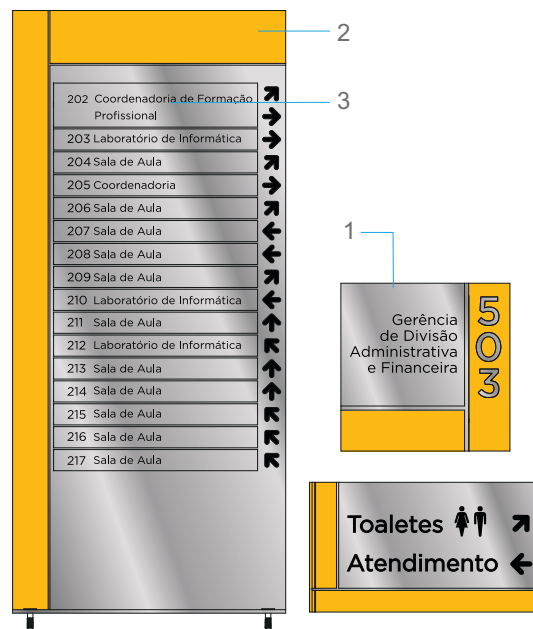 2
202 Coordenadoria de Formação
Profissional
3
203 Laboratório de Informática
204 Sala de Aula
205 Coordenadoria
206 Sala de Aula
207 Sala de Aula
208 Sala de Aula
209 Sala de Aula
210 Laboratório de Informática
211 Sala de Aula
212 Laboratório de Informática
213 Sala de Aula
214 Sala de Aula
215 Sala de Aula
216 Sala de Aula
217 Sala de Aula
1
Gerência
de Divisão
Administrativa
e Financeira
503
Toaletes
Atendimento